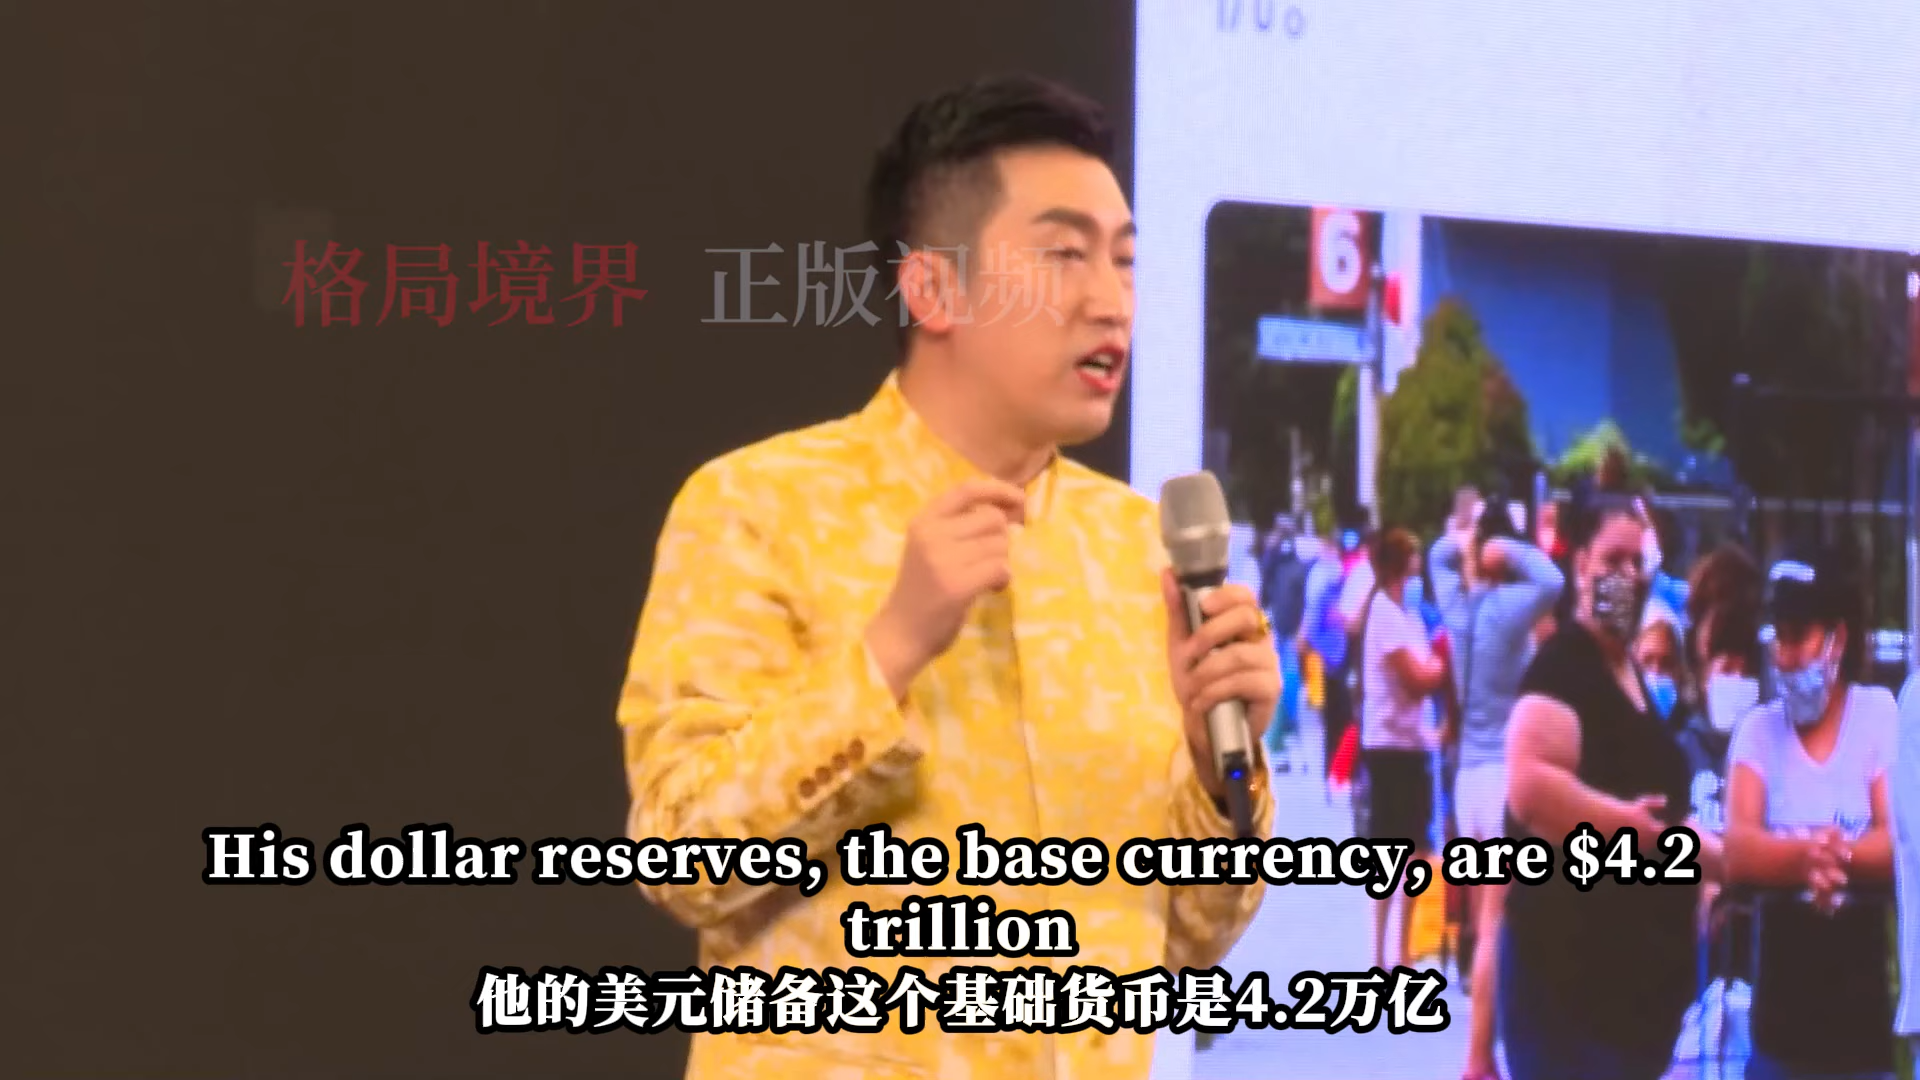 格局境界 正版视频
6
His dollar reserves, the base currency, are $4.2
trillion
他的美元储备这个基础货币是4.2万亿